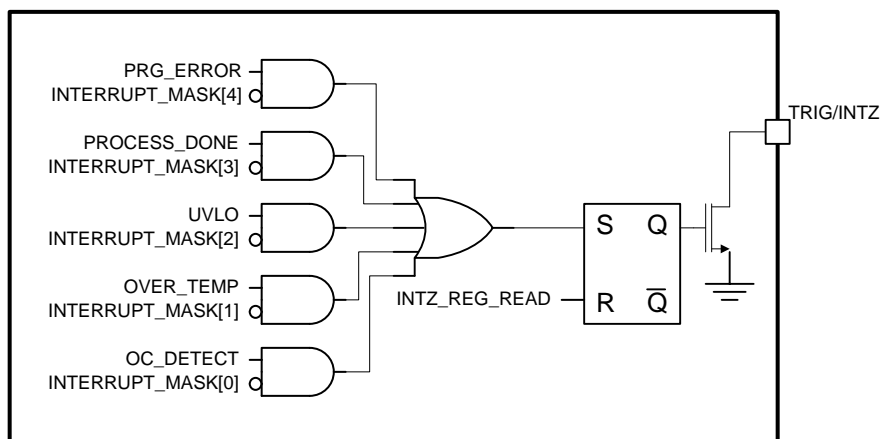 PRG_ERROR
INTERRUPT_MASK[4]
PROCESS_DONE
INTERRUPT_MASK[3]
UVLO
INTERRUPT_MASK[2]
OVER_TEMP
INTERRUPT_MASK[1]
OC_DETECT
INTERRUPT_MASK[0]
INTZ_REG_READ
S Q
R Q̅
TRIG/INTZ